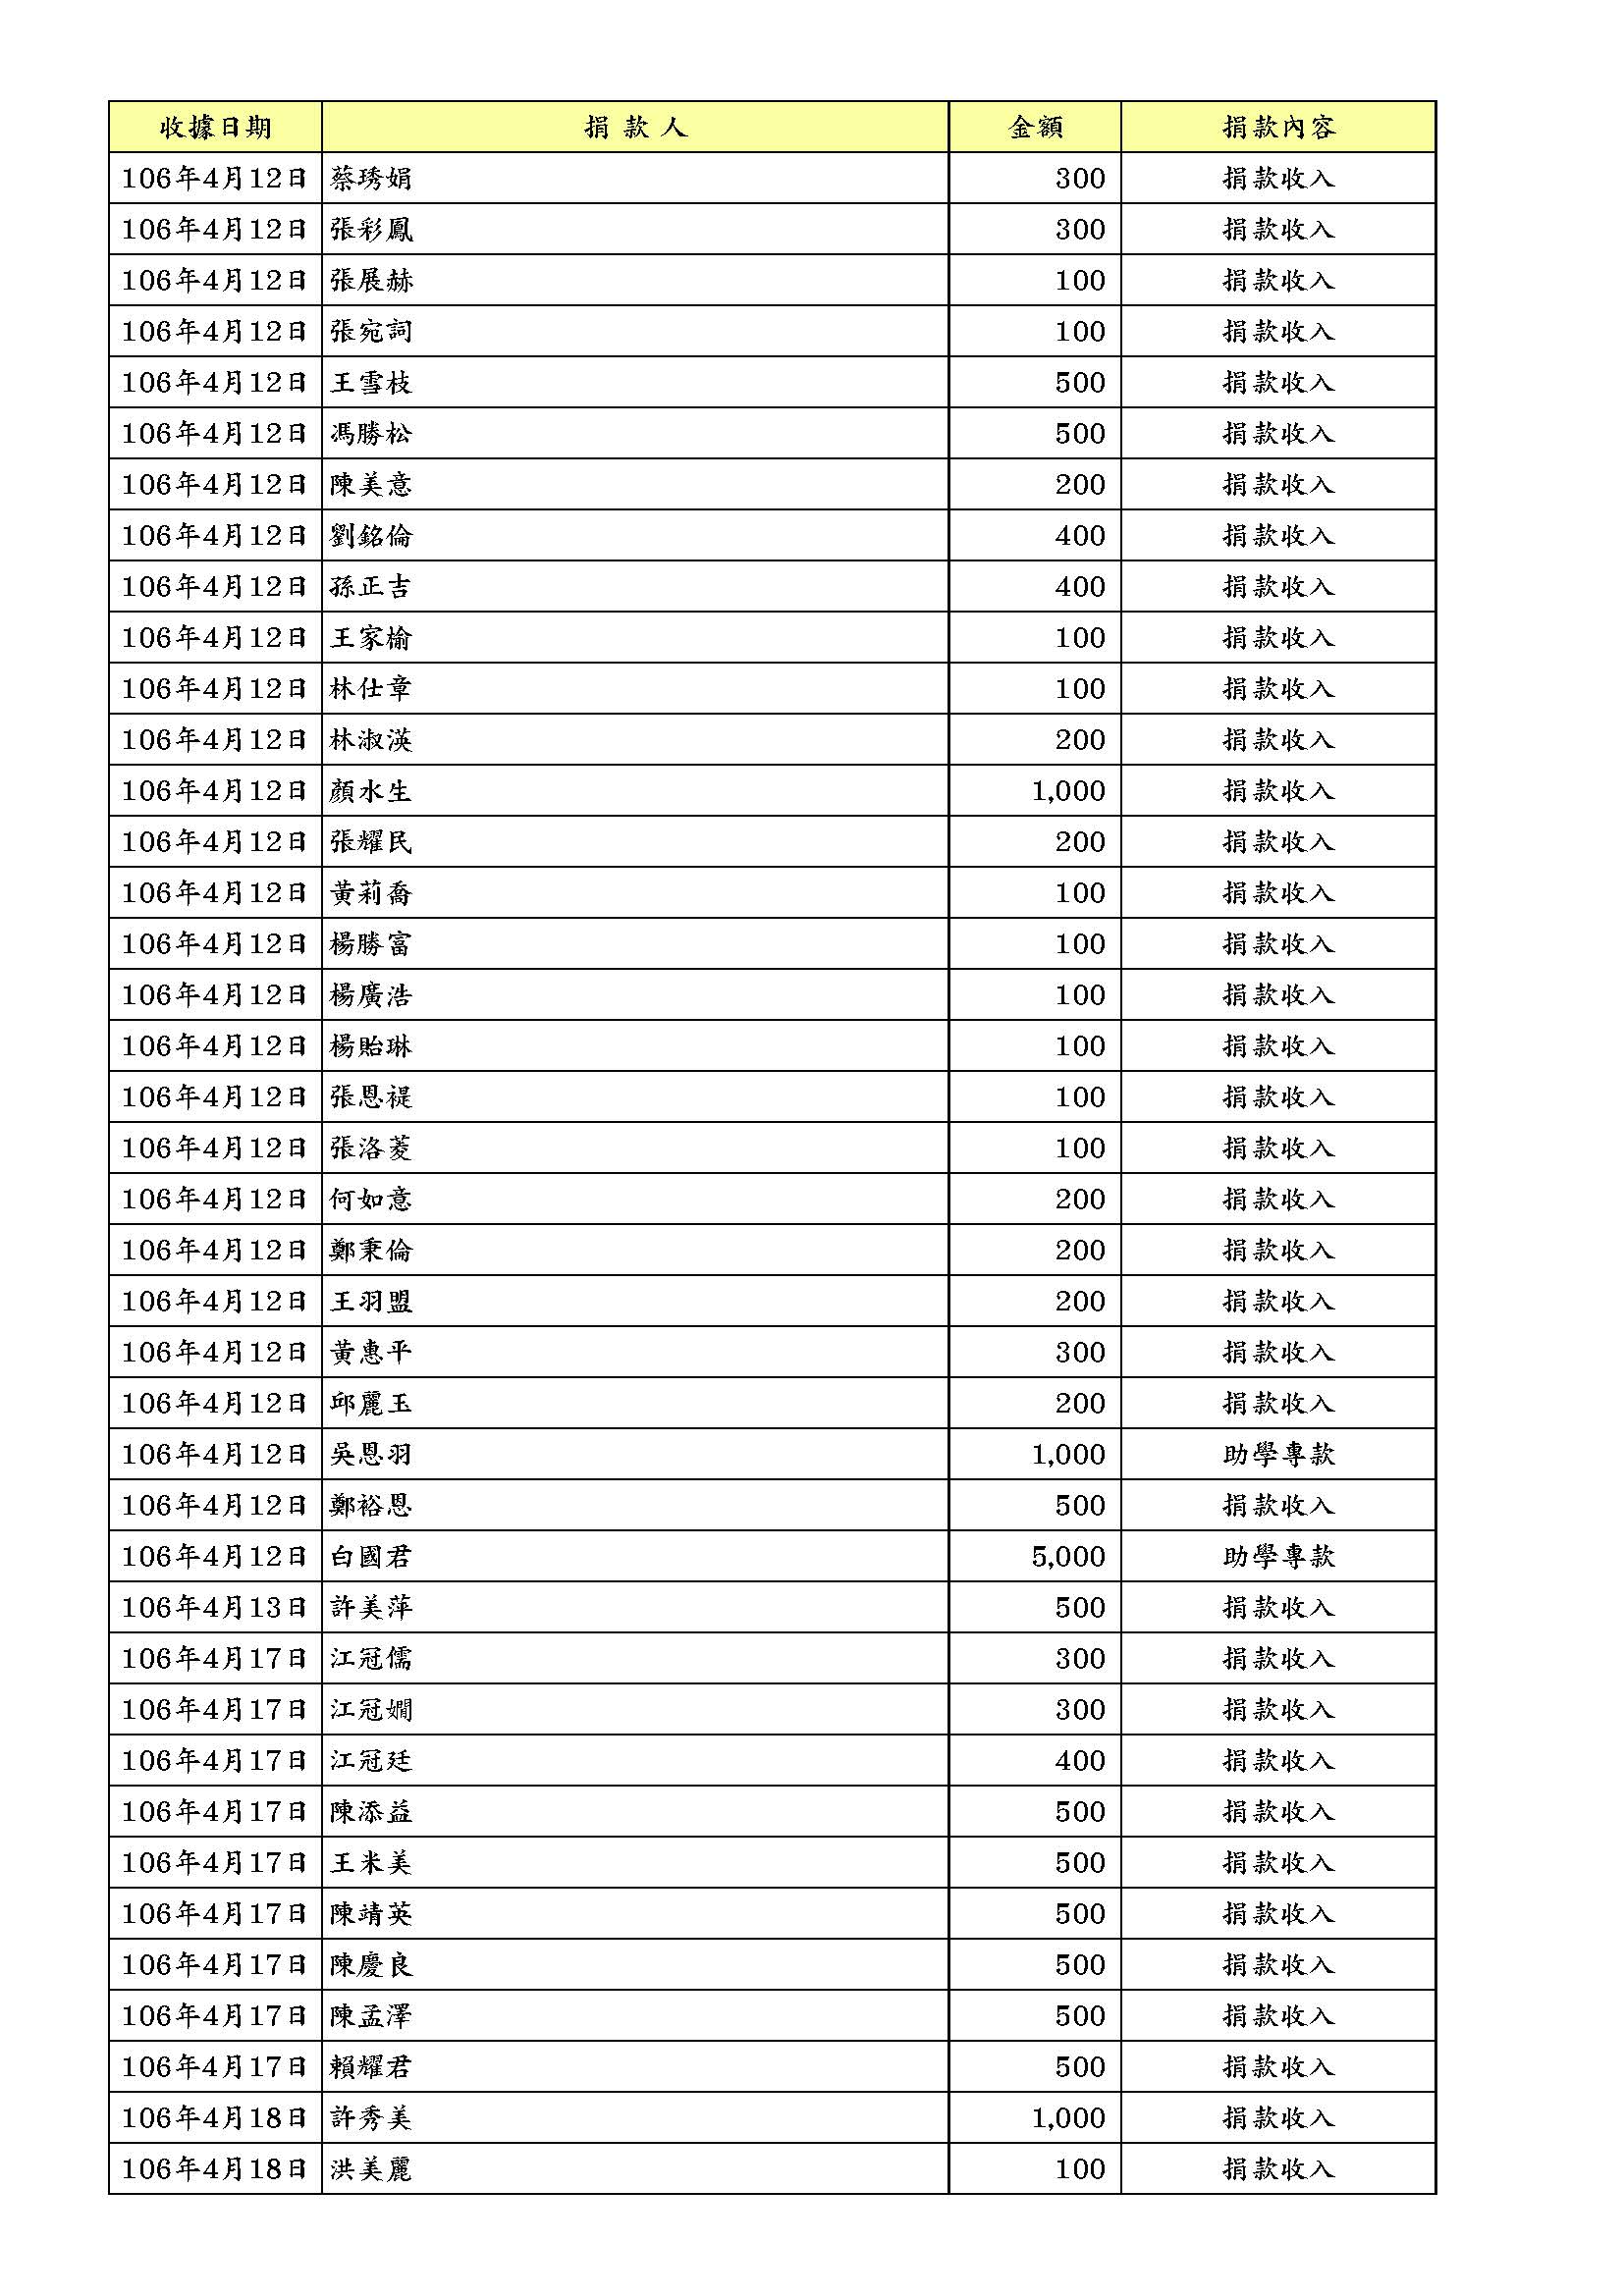 收據日期 捐 款 人 金額 捐款內容
106年4月12日 蔡琇娟 300 捐款收入
106年4月12日 張彩鳳 300 捐款收入
106年4月12日 張展赫 100 捐款收入
106年4月12日 張宛詞 100 捐款收入
106年4月12日 王雪枝 500 捐款收入
106年4月12日 馮勝松 500 捐款收入
106年4月12日 陳美意 200 捐款收入
106年4月12日 劉銘倫 400 捐款收入
106年4月12日 孫正吉 400 捐款收入
106年4月12日 王家榆 100 捐款收入
106年4月12日 林仕章 100 捐款收入
106年4月12日 林淑渶 200 捐款收入
106年4月12日 顏水生 1,000 捐款收入
106年4月12日 張耀民 200 捐款收入
106年4月12日 黃莉喬 100 捐款收入
106年4月12日 楊勝富 100 捐款收入
106年4月12日 楊廣浩 100 捐款收入
106年4月12日 楊貽琳 100 捐款收入
106年4月12日 張恩禔 100 捐款收入
106年4月12日 張洛菱 100 捐款收入
106年4月12日 何如意 200 捐款收入
106年4月12日 鄭秉倫 200 捐款收入
106年4月12日 王羽盟 200 捐款收入
106年4月12日 黃惠平 300 捐款收入
106年4月12日 邱麗玉 200 捐款收入
106年4月12日 吳恩羽 1,000 助學專款
106年4月12日 鄭裕恩 500 捐款收入
106年4月12日 白國君 5,000 助學專款
106年4月13日 許美萍 500 捐款收入
106年4月17日 江冠儒 300 捐款收入
106年4月17日 江冠嫺 300 捐款收入
106年4月17日 江冠廷 400 捐款收入
106年4月17日 陳添益 500 捐款收入
106年4月17日 王米美 500 捐款收入
106年4月17日 陳靖英 500 捐款收入
106年4月17日 陳慶良 500 捐款收入
106年4月17日 陳孟澤 500 捐款收入
106年4月17日 賴耀君 500 捐款收入
106年4月18日 許秀美 1,000 捐款收入
106年4月18日 洪美麗 100 捐款收入